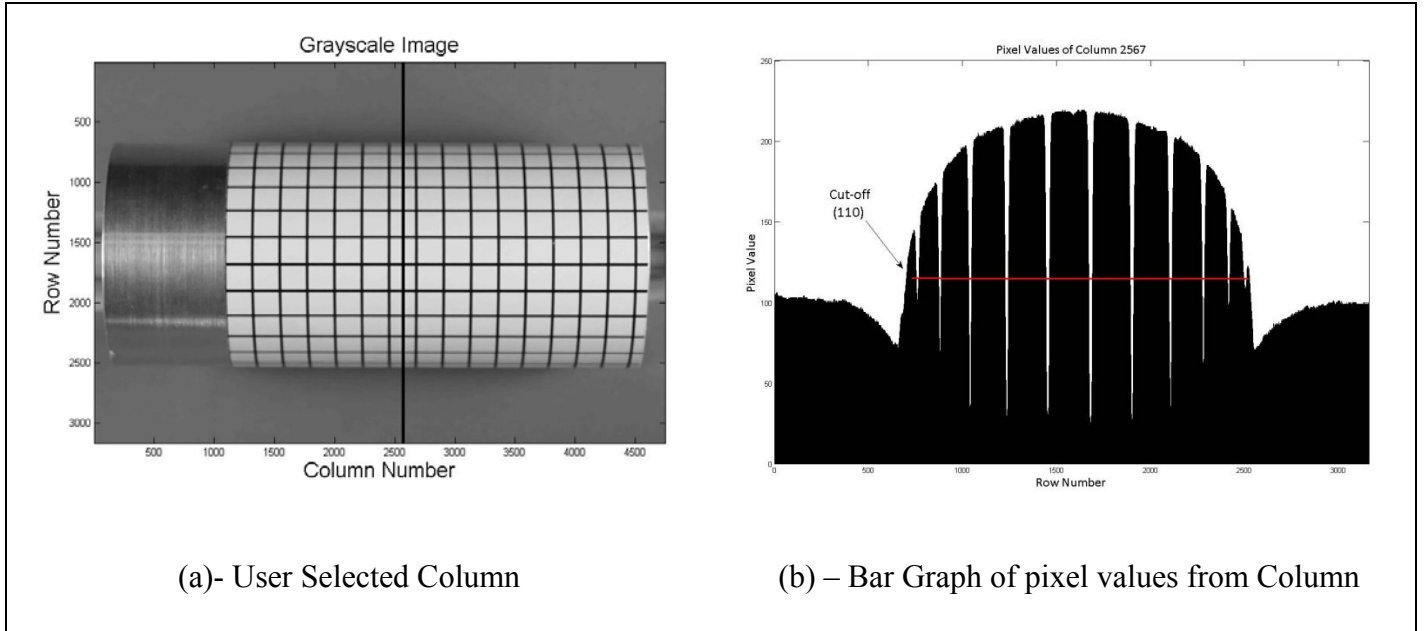 Grayscale Image
500
1000
1500
2000
2500
3000
Row Number
500 1000 1500 2000 2500 3000 3500 4000 4500
Column Number
(a)- User Selected Column
Pixel Values of Column 2567
250
200
150
100
50
0
Pixel Value
Cut-off
(110)
0 500 1000 1500 2000 2500 3000
Row Number
(b) – Bar Graph of pixel values from Column